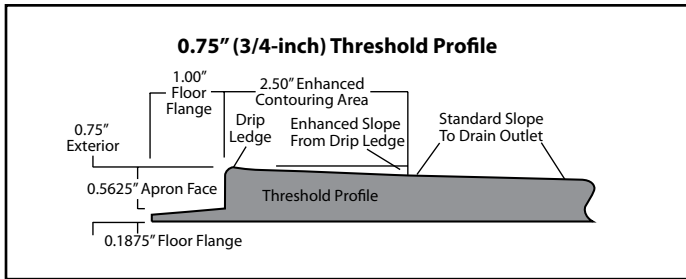 0.75” (3/4-inch) Threshold Profile
1.00”
Floor
Flange
2.50” Enhanced
Contouring Area
0.75”
Exterior
Drip
Ledge
Enhanced Slope
From Drip Ledge
Standard Slope
To Drain Outlet
0.5625” Apron Face
Threshold Profile
0.1875” Floor Flange